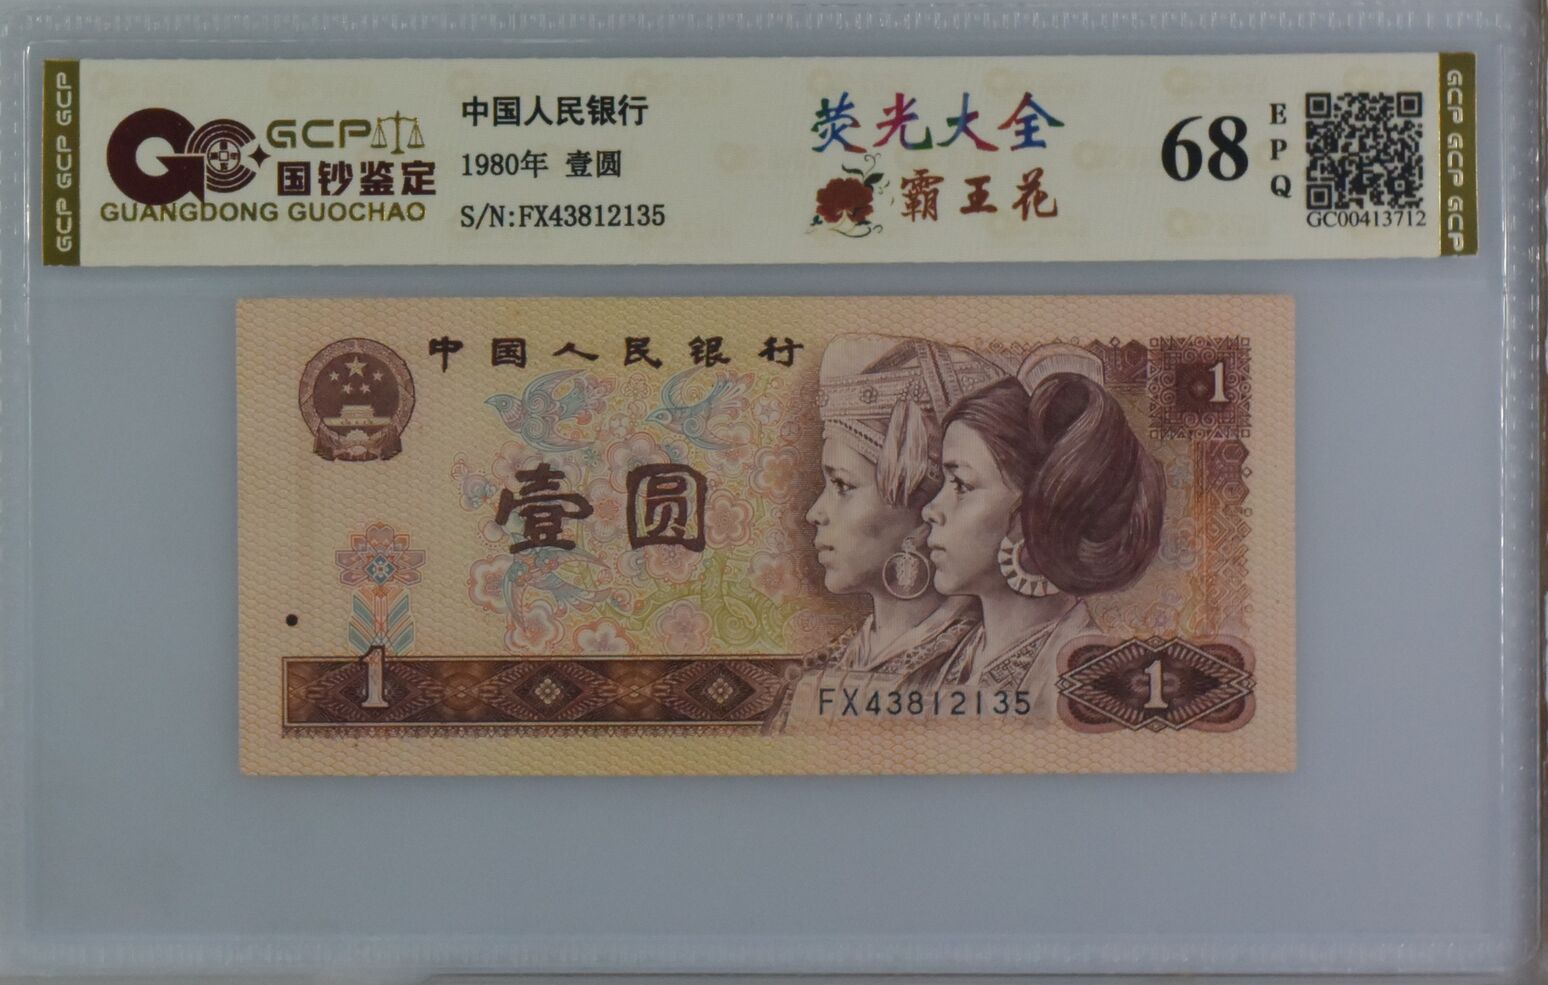 GCP GCP GCP
GCP
国钞鉴定
GUANGDONG GUOCHAO
中国人民银行
1980年 壹圆
S/N:FX43812135
荧光大全
霸王花
68
EPQ
GC00413712
GCP GCP GCP
中国人民银行
1
壹圆
1
FX43812135
1